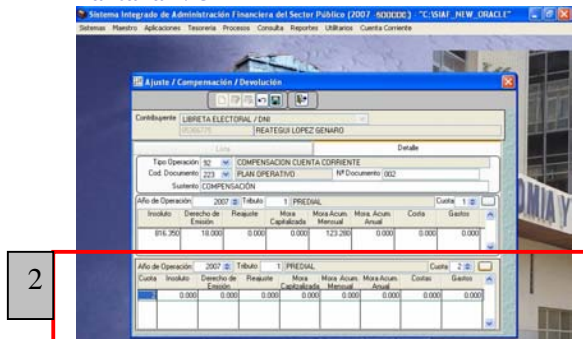 Sistema Integrado de Administración Financiera del Sector Público (2007 "C:\SIAF_NEW_ORACLE"
Sistemas Maestro Aplicaciones Tesorería Procesos Consulta Reportes Utilitarios Cuenta Corriente
Ajuste / Compensación / Devolución
Contribuyente LIBRETA ELECTORAL / DNI
REATEGUI LOPEZ GENARO
Lista Detalle
Tipo Operación 92 COMPENSACION CUENTA CORRIENTE
Cod. Documento 223 PLAN OPERATIVO Nº Documento 002
Sustento COMPENSACIÓN
Año de Operación 2007 Tributo 1 PREDIAL Cuota 1
Insoluto Derecho de Emisión Reajuste Mora Capitalizada Mora Acum. Mensual Mora. Acum. Anual Costa Gastos
816.350 18.000 0.000 0.000 123.280 0.000 0.000 0.000
2
Año de Operación 2007 Tributo 1 PREDIAL Cuota 2
Cuota Insoluto Derecho de Emisión Reajuste Mora Capitalizada Mora Acum. Mensual Mora Acum. Anual Costas Gastos
0.000 0.000 0.000 0.000 0.000 0.000 0.000 0.000
OMIA Y